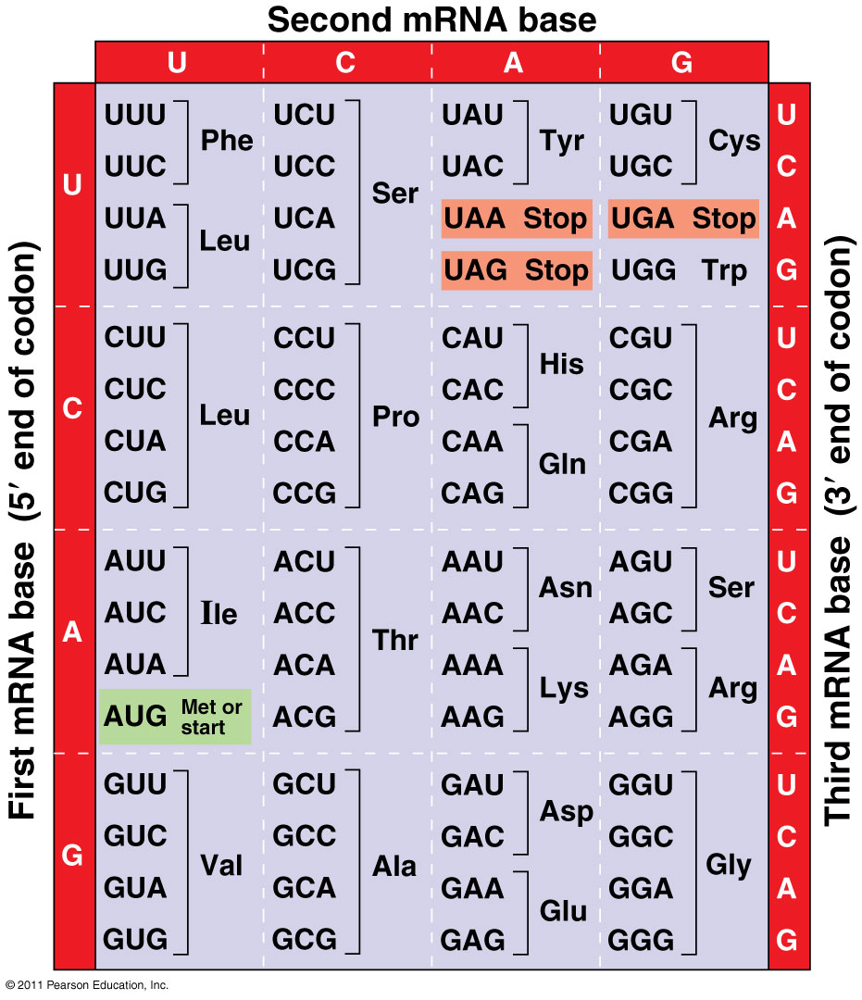 Second mRNA base
U C A G
First mRNA base (5′ end of codon)
Third mRNA base (3′ end of codon)
U
UUU UCU UAU UGU U
Phe Tyr Cys
UUC UCC UAC UGC C
Ser
UUA UCA UAA Stop UGA Stop A
Leu
UUG UCG UAG Stop UGG Trp G
C
CUU CCU CAU CGU U
His
CUC CCC CAC CGC C
Leu Pro Arg
CUA CCA CAA CGA A
Gln
CUG CCG CAG CGG G
A
AUU ACU AAU AGU U
Asn Ser
AUC Ile ACC AAC AGC C
Thr
AUA ACA AAA AGA A
Lys Arg
AUG Met or start ACG AAG AGG G
G
GUU GCU GAU GGU U
Asp
GUC GCC GAC GGC C
Val Ala Gly
GUA GCA GAA GGA A
Glu
GUG GCG GAG GGG G
© 2011 Pearson Education, Inc.